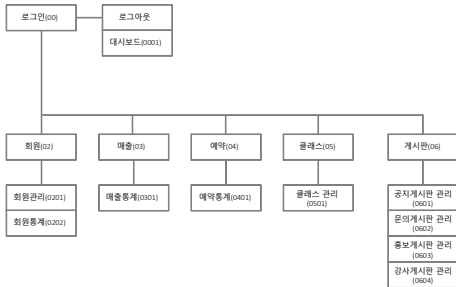 로그인(00)
로그아웃
대시보드(0001)
회원(02)
매출(03)
예약(04)
클래스(05)
게시판(06)
회원관리(0201)
회원통계(0202)
매출통계(0301)
예약통계(0401)
클래스 관리
(0501)
공지게시판 관리
(0601)
문의게시판 관리
(0602)
홍보게시판 관리
(0603)
강사게시판 관리
(0604)